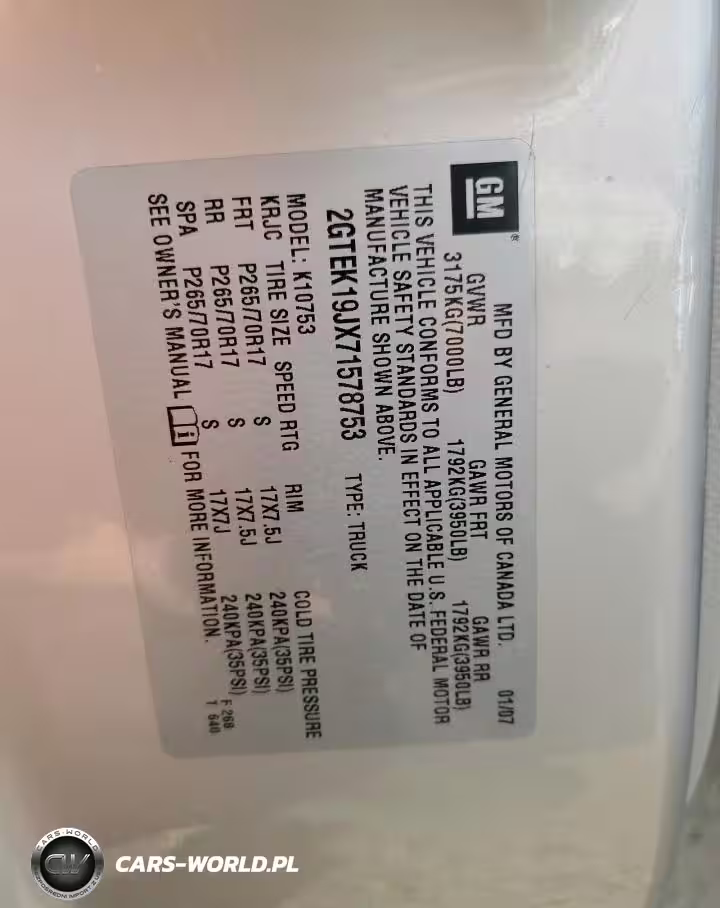 GM®
MFD BY GENERAL MOTORS OF CANADA LTD. 01/07
GVWR GAWR FRT GAWR RR
3175KG(7000LB) 1792KG(3950LB) 1792KG(3950LB)
THIS VEHICLE CONFORMS TO ALL APPLICABLE U.S. FEDERAL MOTOR
VEHICLE SAFETY STANDARDS IN EFFECT ON THE DATE OF
MANUFACTURE SHOWN ABOVE.
2GTEK19JX71578753 TYPE: TRUCK
MODEL: K10753
KRJC TIRE SIZE SPEED RTG RIM COLD TIRE PRESSURE
FRT P265/70R17 S 17X7.5J 240KPA(35PSI)
RR P265/70R17 S 17X7.5J 240KPA(35PSI)
SPA P265/70R17 S 17X7J 240KPA(35PSI)
SEE OWNER'S MANUAL i FOR MORE INFORMATION.
F 268
T 640
CARS-WORLD
CW
CARS-WORLD.PL